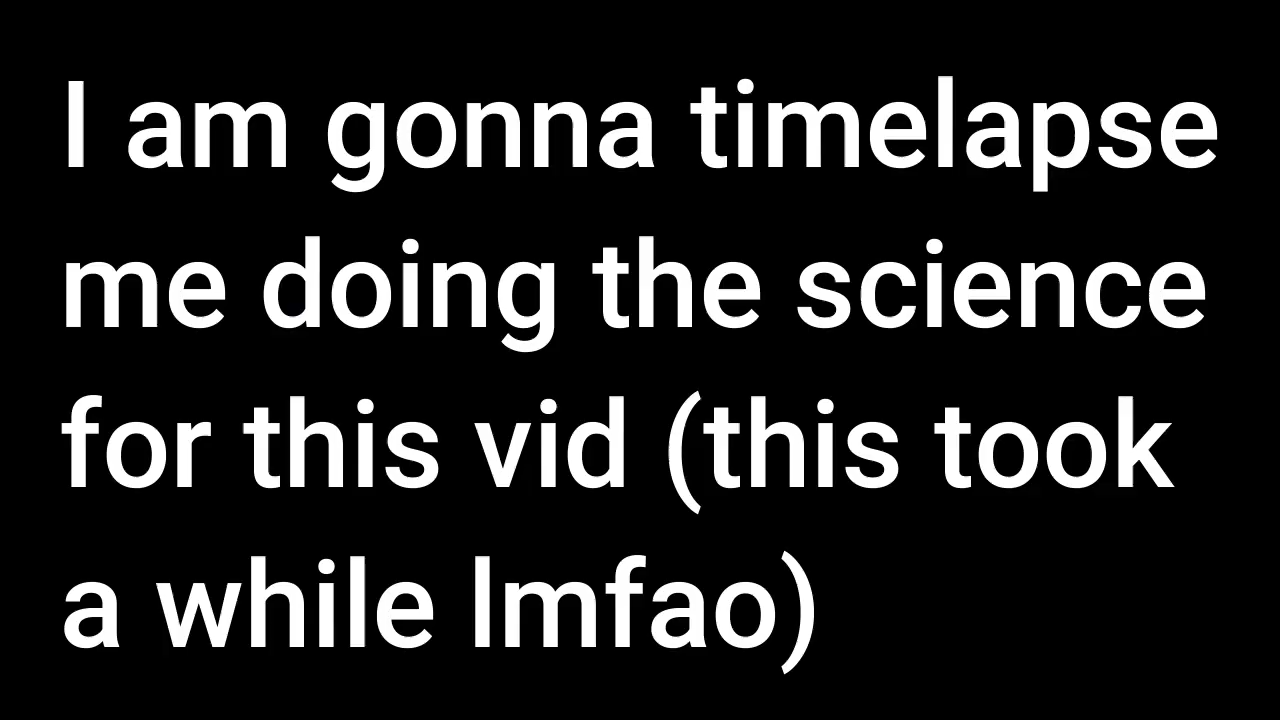 I am gonna timelapse
me doing the science
for this vid (this took
a while lmfao)